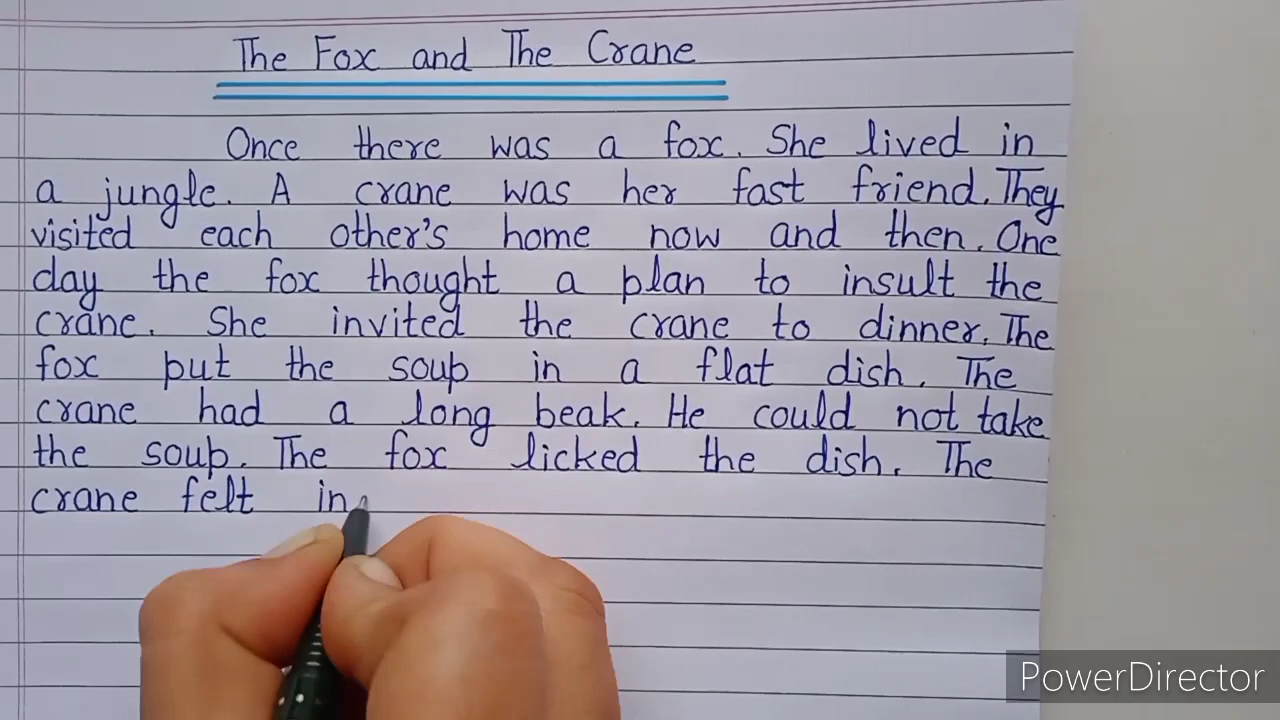 The Fox and The Crane
Once there was a fox. She lived in
a jungle. A crane was her fast friend. They
visited each other's home now and then. One
day the fox thought a plan to insult the
crane. She invited the crane to dinner. The
fox put the soup in a flat dish. The
crane had a long beak. He could not take
the soup. The fox licked the dish. The
crane felt in
PowerDirector